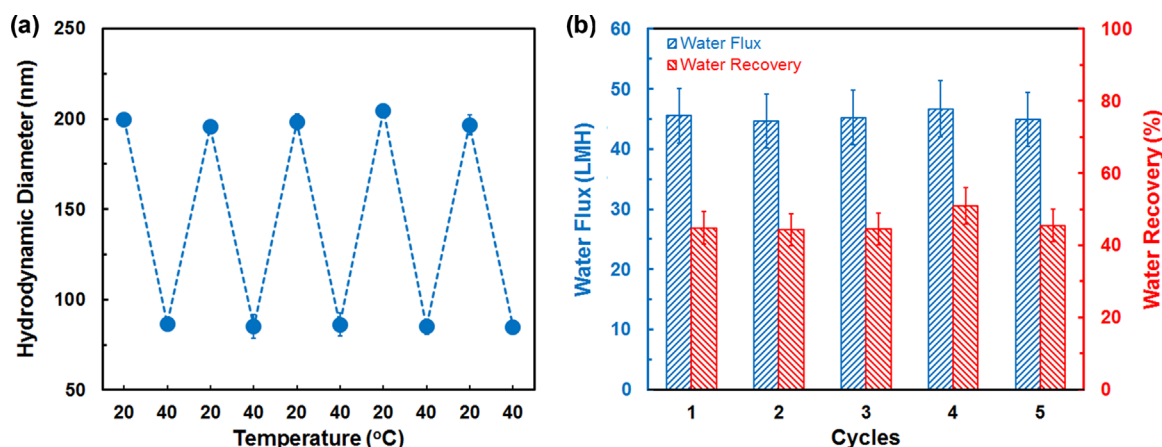 (a)
250
200
150
100
50
Hydrodynamic Diameter (nm)
20 40 20 40 20 40 20 40 20 40
Temperature (°C)
(b)
60
50
40
30
20
10
0
Water Flux (LMH)
Water Flux
Water Recovery
100
80
60
40
20
0
Water Recovery (%)
1 2 3 4 5
Cycles